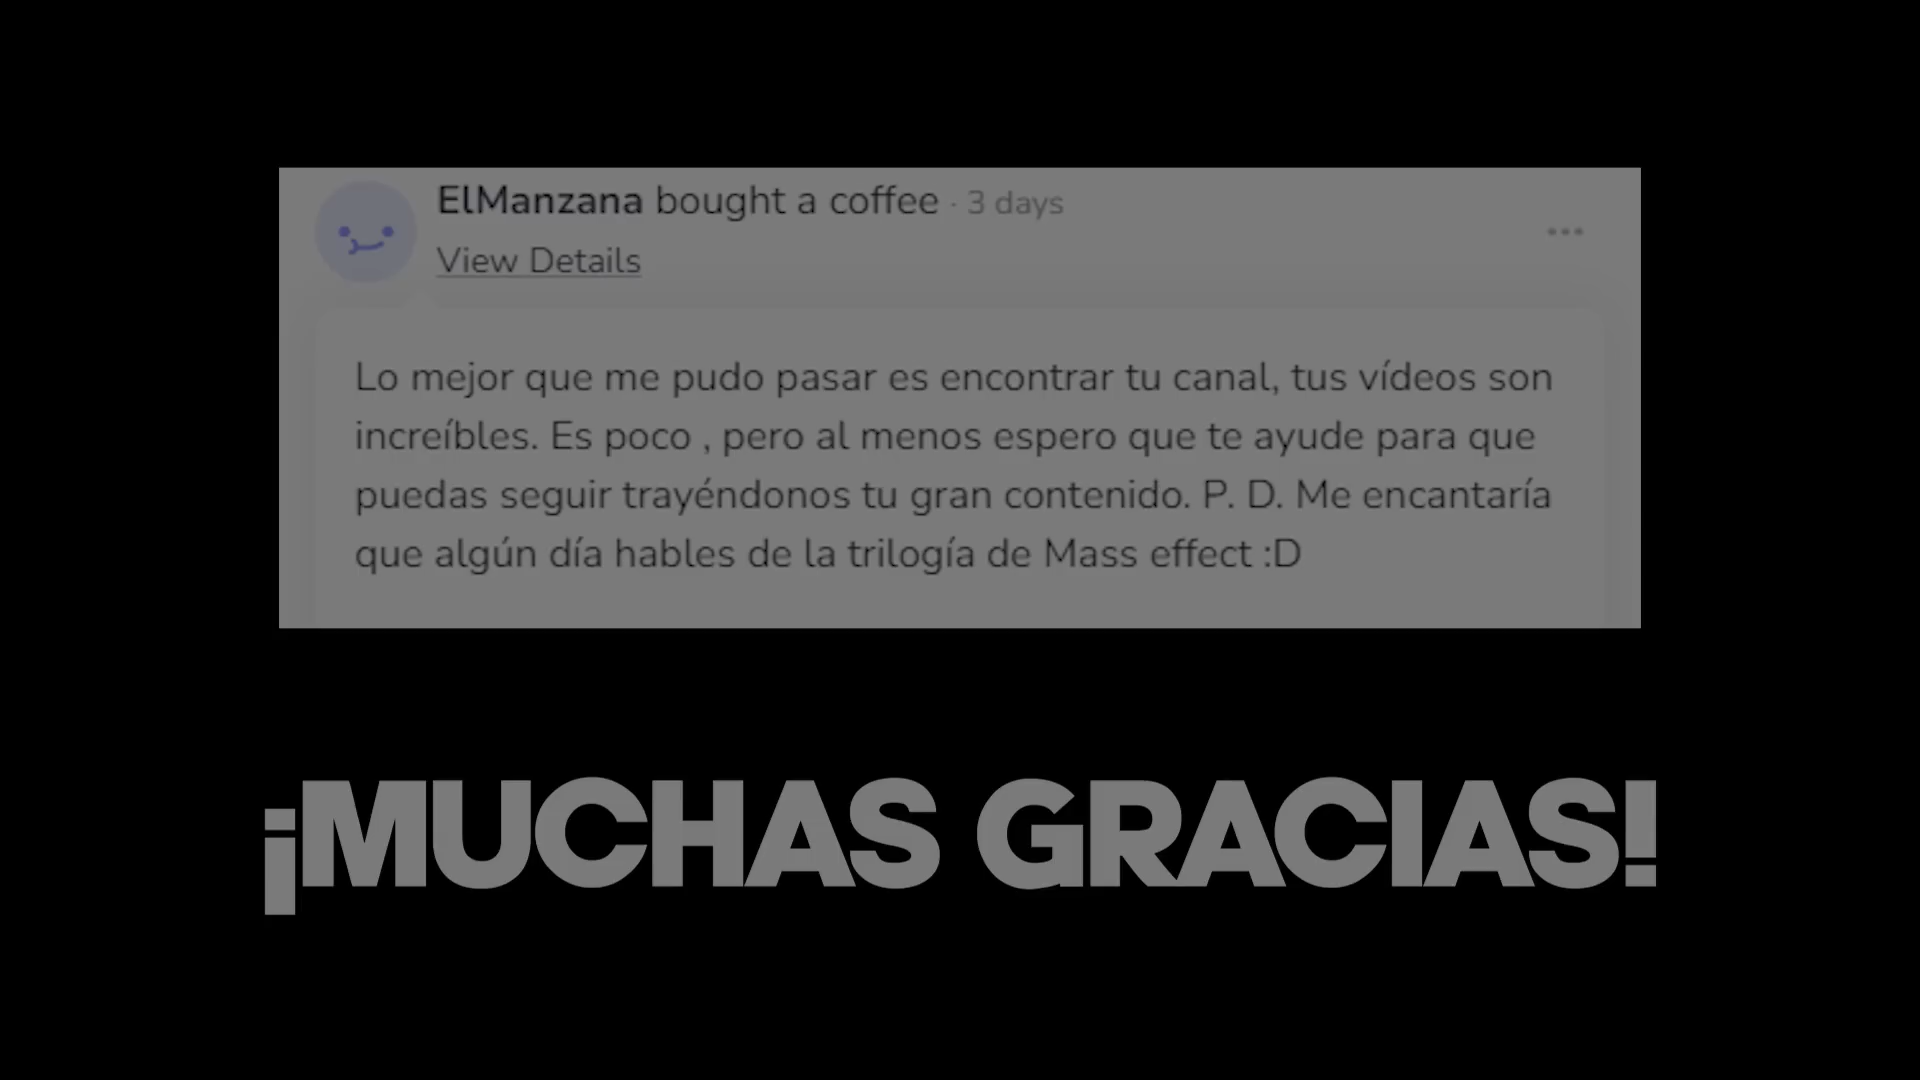 ElManzana bought a coffee · 3 days
View Details
Lo mejor que me pudo pasar es encontrar tu canal, tus vídeos son
increíbles. Es poco , pero al menos espero que te ayude para que
puedas seguir trayéndonos tu gran contenido. P. D. Me encantaría
que algún día hables de la trilogía de Mass effect :D
¡MUCHAS GRACIAS!